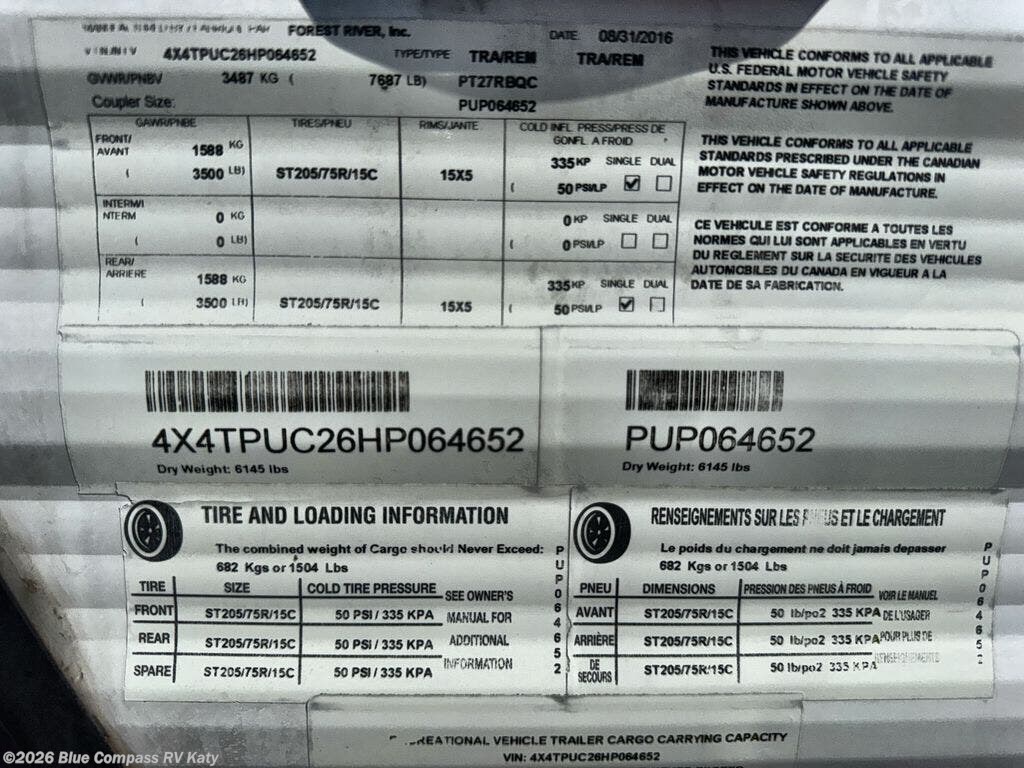 FOREST RIVER, Inc. DATE 08/31/2016
4X4TPUC26HP064652 TYPE/TYPE TRA/REM TRA/REM
GVWR/PNBV 3487 KG ( 7687 LB) PT27RBQC
Coupler Size: PUP064652
GAWR/PNBE TIRES/PNEU RIMS/JANTE COLD INFL. PRESS/PRESS DE
GONFL. A FROID
FRONT/
AVANT 1588 KG 335 KP SINGLE DUAL
( 3500 LB) ST205/75R/15C 15X5 ( 50 PSI/LP
INTERM/
NTERM 0 KG 0 KP SINGLE DUAL
( 0 LB) ( 0 PSI/LP
REAR/
ARRIERE 1588 KG 335 KP SINGLE DUAL
( 3500 LB) ST205/75R/15C 15X5 ( 50 PSI/LP
THIS VEHICLE CONFORMS TO ALL APPLICABLE
U.S. FEDERAL MOTOR VEHICLE SAFETY
STANDARDS IN EFFECT ON THE DATE OF
MANUFACTURE SHOWN ABOVE.
THIS VEHICLE CONFORMS TO ALL APPLICABLE
STANDARDS PRESCRIBED UNDER THE CANADIAN
MOTOR VEHICLE SAFETY REGULATIONS IN
EFFECT ON THE DATE OF MANUFACTURE.
CE VEHICULE EST CONFORME A TOUTES LES
NORMES QUI LUI SONT APPLICABLES EN VERTU
DU REGLEMENT SUR LA SECURITE DES VEHICULES
AUTOMOBILES DU CANADA EN VIGUEUR A LA
DATE DE SA FABRICATION.
4X4TPUC26HP064652
Dry Weight: 6145 lbs
PUP064652
Dry Weight: 6145 lbs
TIRE AND LOADING INFORMATION
The combined weight of Cargo should Never Exceed:
682 Kgs or 1504 Lbs
TIRE SIZE COLD TIRE PRESSURE
FRONT ST205/75R/15C 50 PSI / 335 KPA
REAR ST205/75R/15C 50 PSI / 335 KPA
SPARE ST205/75R/15C 50 PSI / 335 KPA
SEE OWNER'S
MANUAL FOR
ADDITIONAL
INFORMATION
PUP064652
RENSEIGNEMENTS SUR LES PNEUS ET LE CHARGEMENT
Le poids du chargement ne doit jamais depasser
682 Kgs or 1504 Lbs
PNEU DIMENSIONS PRESSION DES PNEUS À FROID
AVANT ST205/75R/15C 50 lb/po2 335 KPA
ARRIÈRE ST205/75R/15C 50 lb/po2 335 KPA
DE
SECOURS ST205/75R/15C 50 lb/po2 335 KPA
VOIR LE MANUEL
DE L'USAGER
POUR PLUS DE
PUP064652
VEHICLE TRAILER CARGO CARRYING CAPACITY
VIN: 4X4TPUC26HP064652
©2026 Blue Compass RV Katy